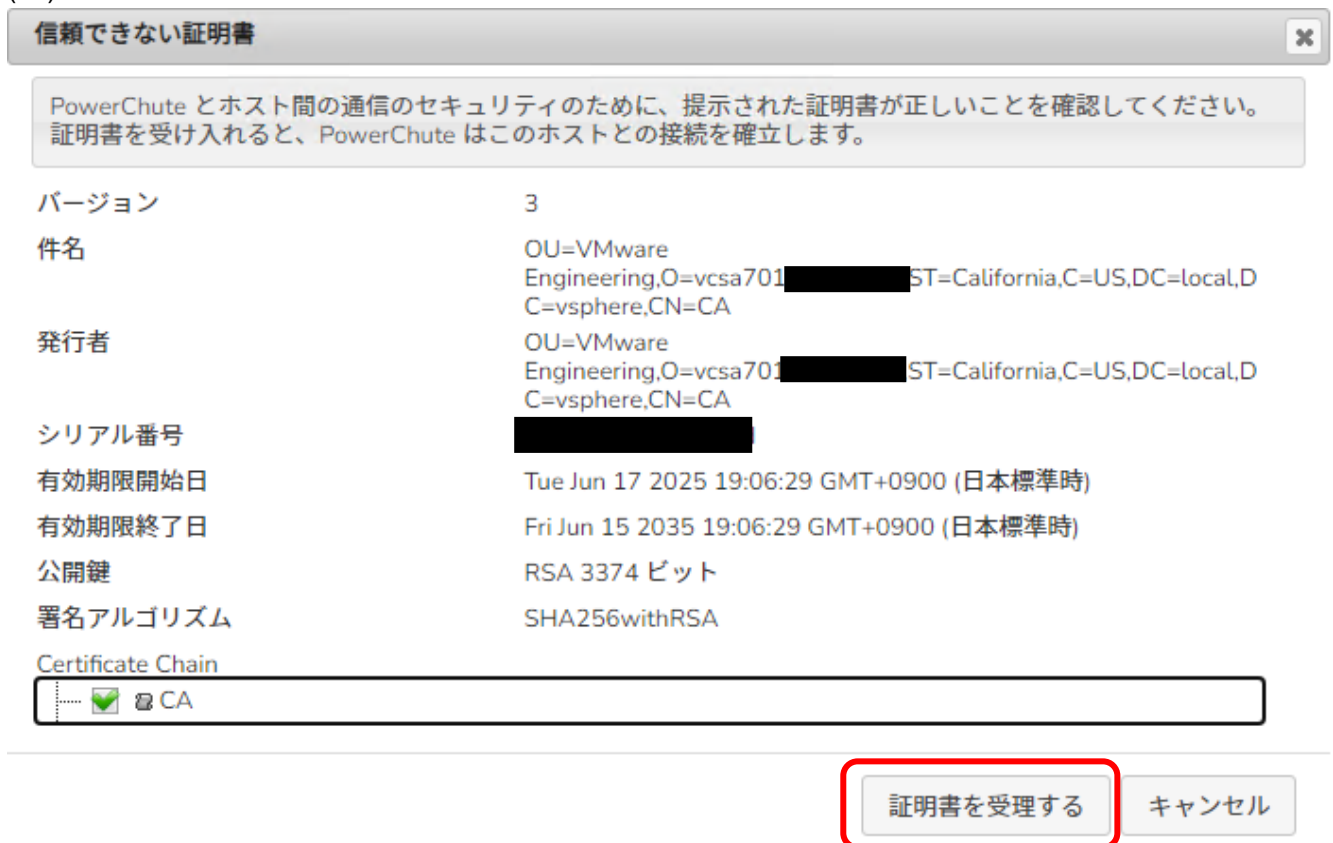 信頼できない証明書
PowerChute とホスト間の通信のセキュリティのために、提示された証明書が正しいことを確認してください。
証明書を受け入れると、PowerChute はこのホストとの接続を確立します。
バージョン 3
件名 OU=VMware
Engineering,O=vcsa701 ST=California,C=US,DC=local,D
C=vsphere,CN=CA
発行者 OU=VMware
Engineering,O=vcsa701 ST=California,C=US,DC=local,D
C=vsphere,CN=CA
シリアル番号
有効期限開始日 Tue Jun 17 2025 19:06:29 GMT+0900 (日本標準時)
有効期限終了日 Fri Jun 15 2035 19:06:29 GMT+0900 (日本標準時)
公開鍵 RSA 3374 ビット
署名アルゴリズム SHA256withRSA
Certificate Chain
CA
証明書を受理する キャンセル